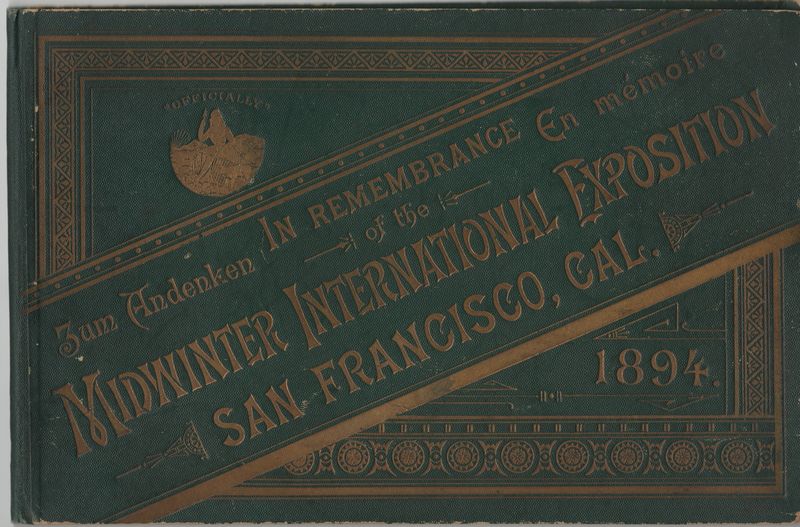 "OFFICIALLY"
Zum Andenken IN REMEMBRANCE En mémoire
of the
MIDWINTER INTERNATIONAL EXPOSITION
SAN FRANCISCO, CAL.
1894.